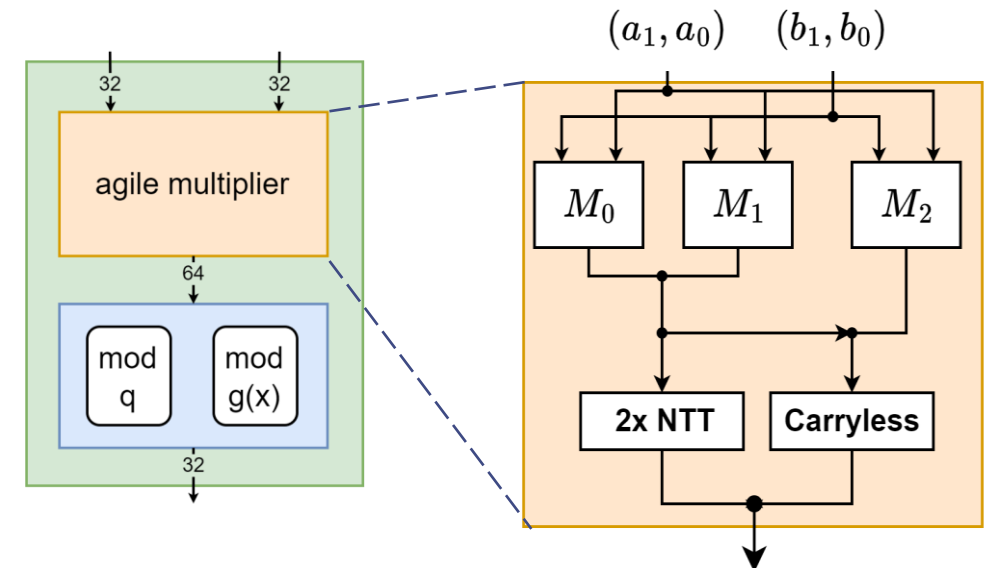 (a₁, a₀) (b₁, b₀)
32 32
agile multiplier
64
mod
q
mod
g(x)
32
M₀ M₁ M₂
2x NTT Carryless